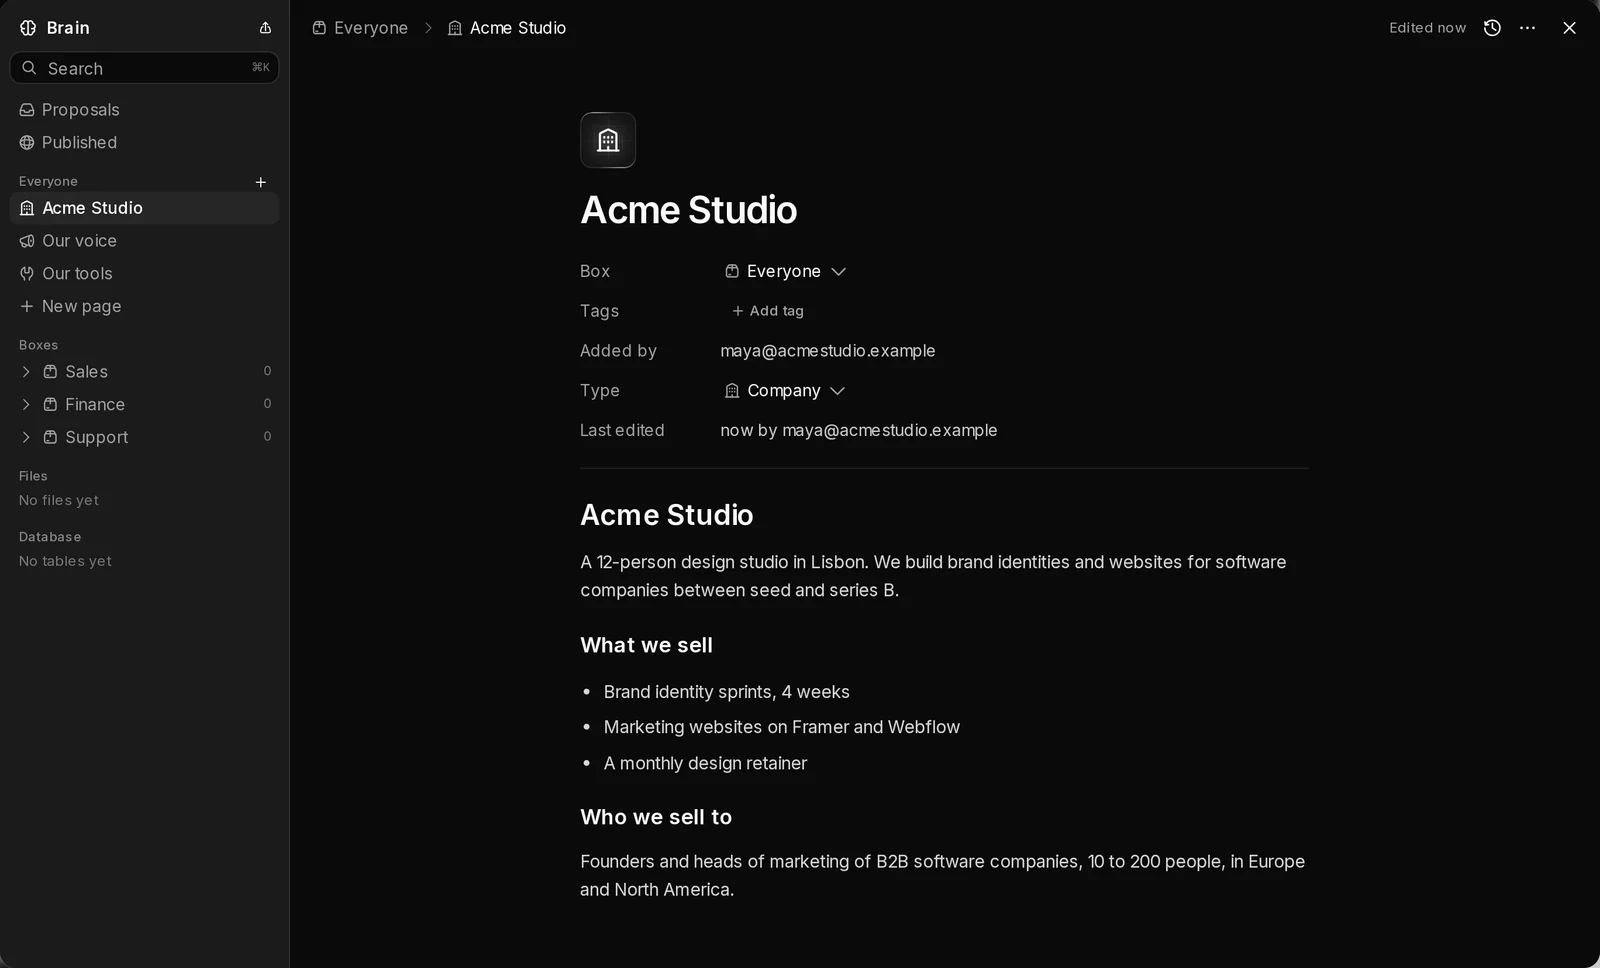 Brain
Search ⌘K
Proposals
Published
Everyone
Acme Studio
Our voice
Our tools
New page
Boxes
Sales 0
Finance 0
Support 0
Files
No files yet
Database
No tables yet
Everyone
Acme Studio
Edited now
Acme Studio
Box Everyone
Tags Add tag
Added by maya@acmestudio.example
Type Company
Last edited now by maya@acmestudio.example
Acme Studio
A 12-person design studio in Lisbon. We build brand identities and websites for software
companies between seed and series B.
What we sell
• Brand identity sprints, 4 weeks
• Marketing websites on Framer and Webflow
• A monthly design retainer
Who we sell to
Founders and heads of marketing of B2B software companies, 10 to 200 people, in Europe
and North America.